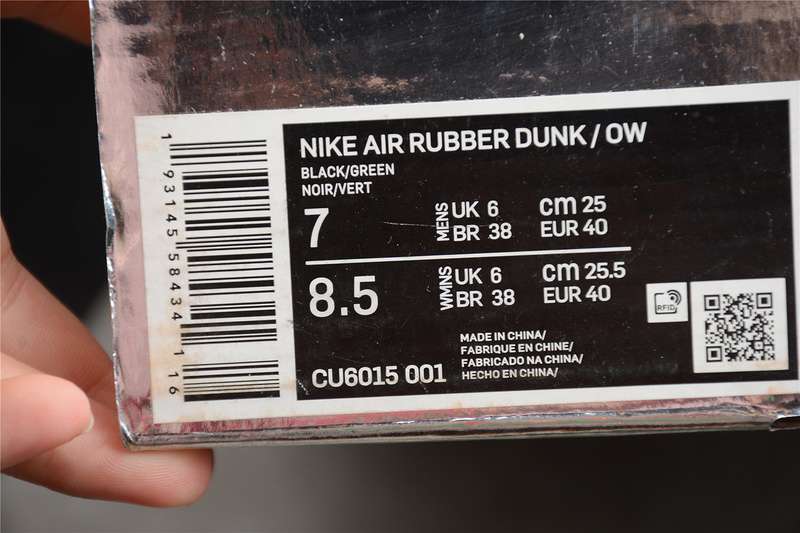 NIKE AIR RUBBER DUNK / OW
BLACK/GREEN
NOIR/VERT
7
MENS
UK 6
BR 38
cm 25
EUR 40
8.5
WMNS
UK 6
BR 38
cm 25.5
EUR 40
RFID
CU6015 001
MADE IN CHINA/
FABRIQUE EN CHINE/
FABRICADO NA CHINA/
HECHO EN CHINA/
1 93145 58434 116